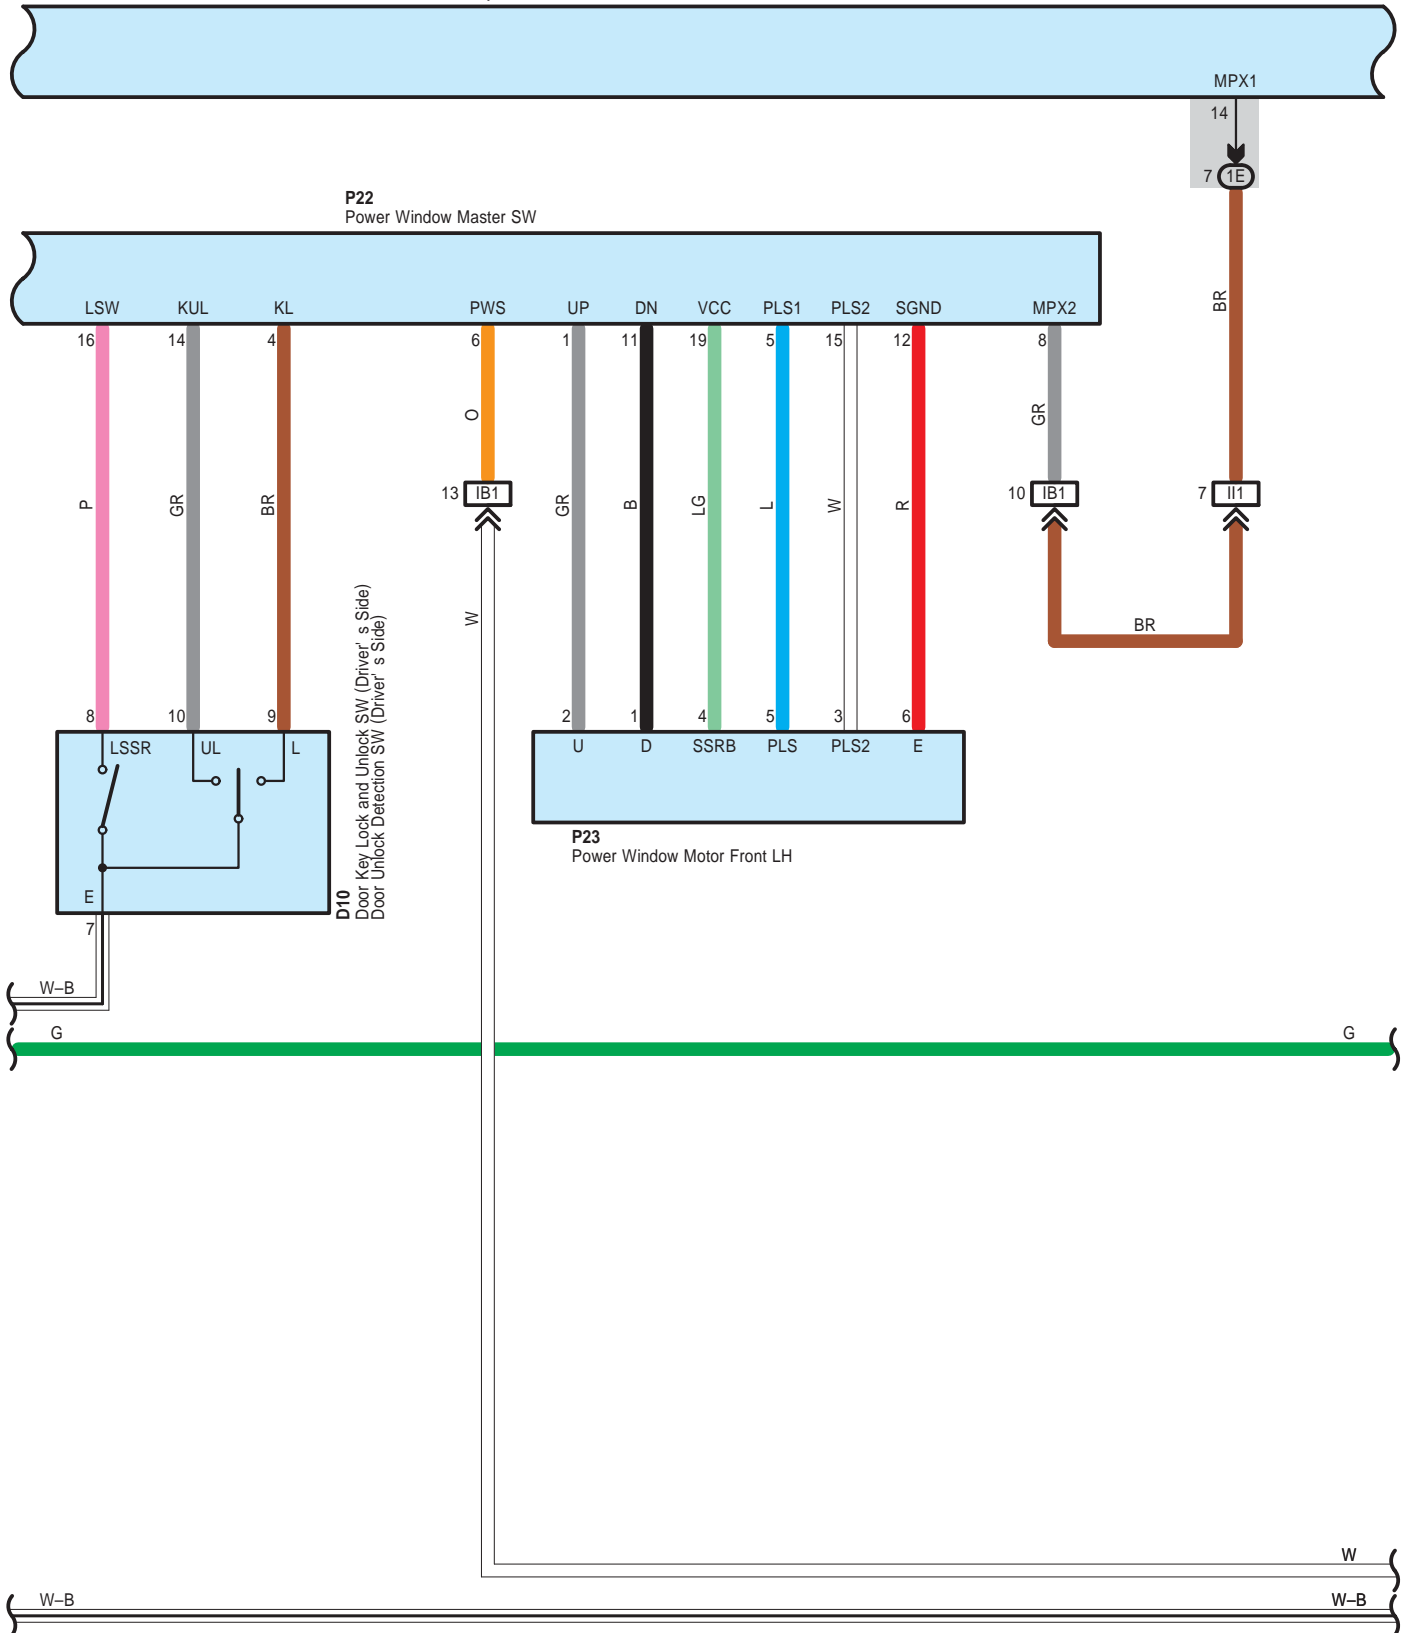 MPX1
14
7 1E
P22
Power Window Master SW
LSW KUL KL PWS UP DN VCC PLS1 PLS2 SGND MPX2
16 14 4 6 1 11 19 5 15 12 8
BR
O
GR
13 IB1
10 IB1
7 II1
P
GR
BR
GR
B
LG
L
W
R
W
BR
8 10 9 2 1 4 5 3 6
LSSR UL L
U D SSRB PLS PLS2 E
E
7
D10
Door Key Lock and Unlock SW (Driver' s Side)
Door Unlock Detection SW (Driver' s Side)
P23
Power Window Motor Front LH
W–B
G G
W
W–B W–B